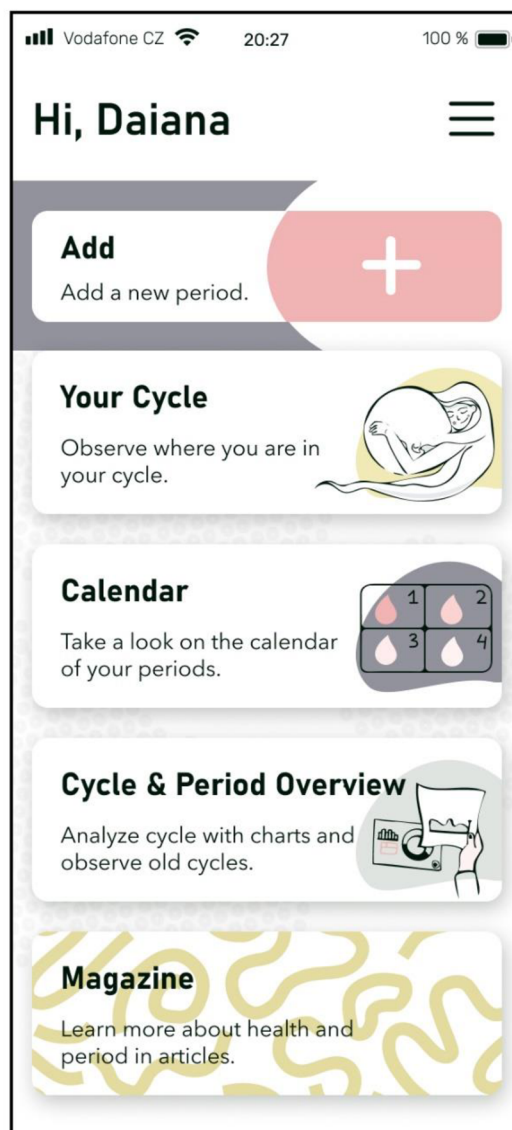 Vodafone CZ 20:27 100 %
Hi, Daiana
Add
Add a new period.
Your Cycle
Observe where you are in
your cycle.
Calendar
Take a look on the calendar
of your periods.
1 2
3 4
Cycle & Period Overview
Analyze cycle with charts and
observe old cycles.
Magazine
Learn more about health and
period in articles.